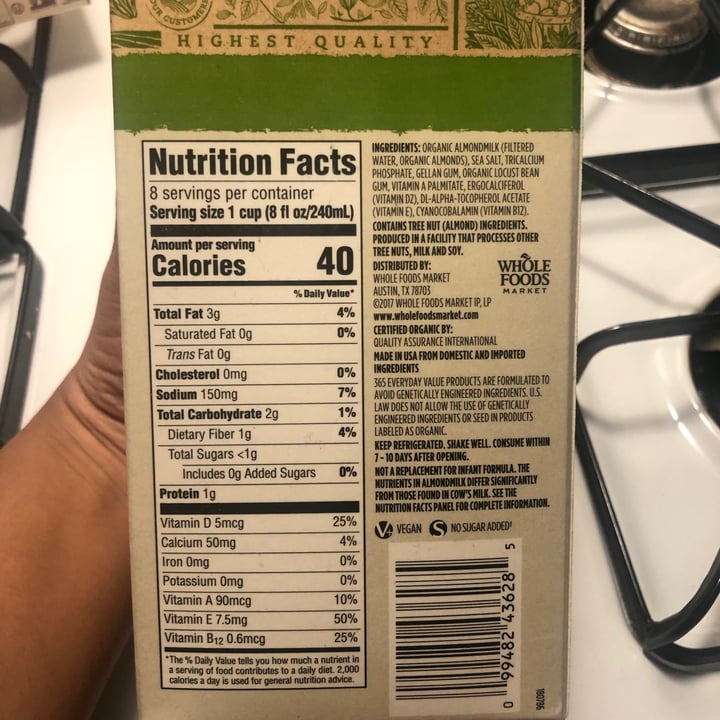 OUR CUSTOMERS
HIGHEST QUALITY
Nutrition Facts
8 servings per container
Serving size 1 cup (8 fl oz/240mL)
Amount per serving
Calories 40
% Daily Value*
Total Fat 3g 4%
Saturated Fat 0g 0%
Trans Fat 0g
Cholesterol 0mg 0%
Sodium 150mg 7%
Total Carbohydrate 2g 1%
Dietary Fiber 1g 4%
Total Sugars <1g
Includes 0g Added Sugars 0%
Protein 1g
Vitamin D 5mcg 25%
Calcium 50mg 4%
Iron 0mg 0%
Potassium 0mg 0%
Vitamin A 90mcg 10%
Vitamin E 7.5mg 50%
Vitamin B12 0.6mcg 25%
*The % Daily Value tells you how much a nutrient in
a serving of food contributes to a daily diet. 2,000
calories a day is used for general nutrition advice.
INGREDIENTS: ORGANIC ALMONDMILK (FILTERED
WATER, ORGANIC ALMONDS), SEA SALT, TRICALCIUM
PHOSPHATE, GELLAN GUM, ORGANIC LOCUST BEAN
GUM, VITAMIN A PALMITATE, ERGOCALCIFEROL
(VITAMIN D2), DL-ALPHA-TOCOPHEROL ACETATE
(VITAMIN E), CYANOCOBALAMIN (VITAMIN B12).
CONTAINS TREE NUT (ALMOND) INGREDIENTS.
PRODUCED IN A FACILITY THAT PROCESSES OTHER
TREE NUTS, MILK AND SOY.
DISTRIBUTED BY:
WHOLE FOODS MARKET
AUSTIN, TX 78703
©2017 WHOLE FOODS MARKET IP, LP
www.wholefoodsmarket.com
WHOLE
FOODS
MARKET
CERTIFIED ORGANIC BY:
QUALITY ASSURANCE INTERNATIONAL
MADE IN USA FROM DOMESTIC AND IMPORTED
INGREDIENTS
365 EVERYDAY VALUE PRODUCTS ARE FORMULATED TO
AVOID GENETICALLY ENGINEERED INGREDIENTS. U.S.
LAW DOES NOT ALLOW THE USE OF GENETICALLY
ENGINEERED INGREDIENTS OR SEED IN PRODUCTS
LABELED AS ORGANIC.
KEEP REFRIGERATED. SHAKE WELL. CONSUME WITHIN
7 - 10 DAYS AFTER OPENING.
NOT A REPLACEMENT FOR INFANT FORMULA. THE
NUTRIENTS IN ALMONDMILK DIFFER SIGNIFICANTLY
FROM THOSE FOUND IN COW'S MILK. SEE THE
NUTRITION FACTS PANEL FOR COMPLETE INFORMATION.
V VEGAN S NO SUGAR ADDED†
0 99482 43628 5
180786